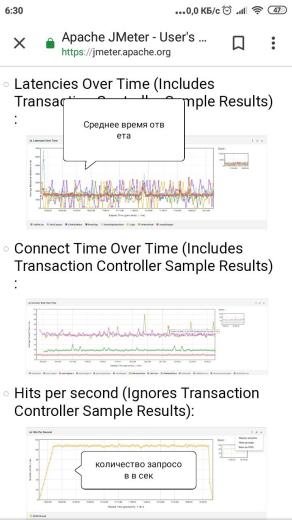 6:30
...0,0 КБ/с
47
Apache JMeter - User's ...
https://jmeter.apache.org
Latencies Over Time (Includes
Transaction Controller Sample Results)
:
Среднее время отв
ета
Connect Time Over Time (Includes
Transaction Controller Sample Results)
:
Hits per second (Ignores Transaction
Controller Sample Results):
количество запросо
в в сек